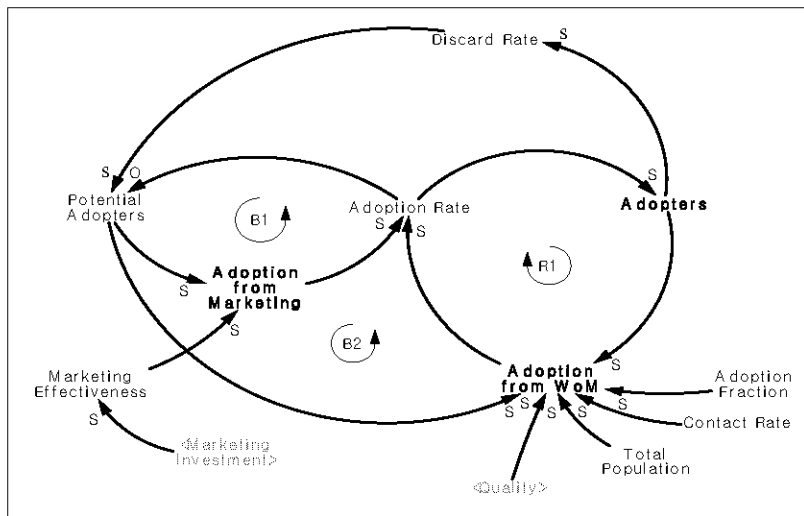 Discard Rate
S
S O
S
Potential
Adopters
B1
Adoption Rate
S
S
Adopters
S
Adoption
from
Marketing
S
R1
B2
Marketing
Effectiveness
S
Adoption
from WoM
S
Adoption
Fraction
S S S S S
Contact Rate
<Marketing
Investment>
Total
Population
<Quality>